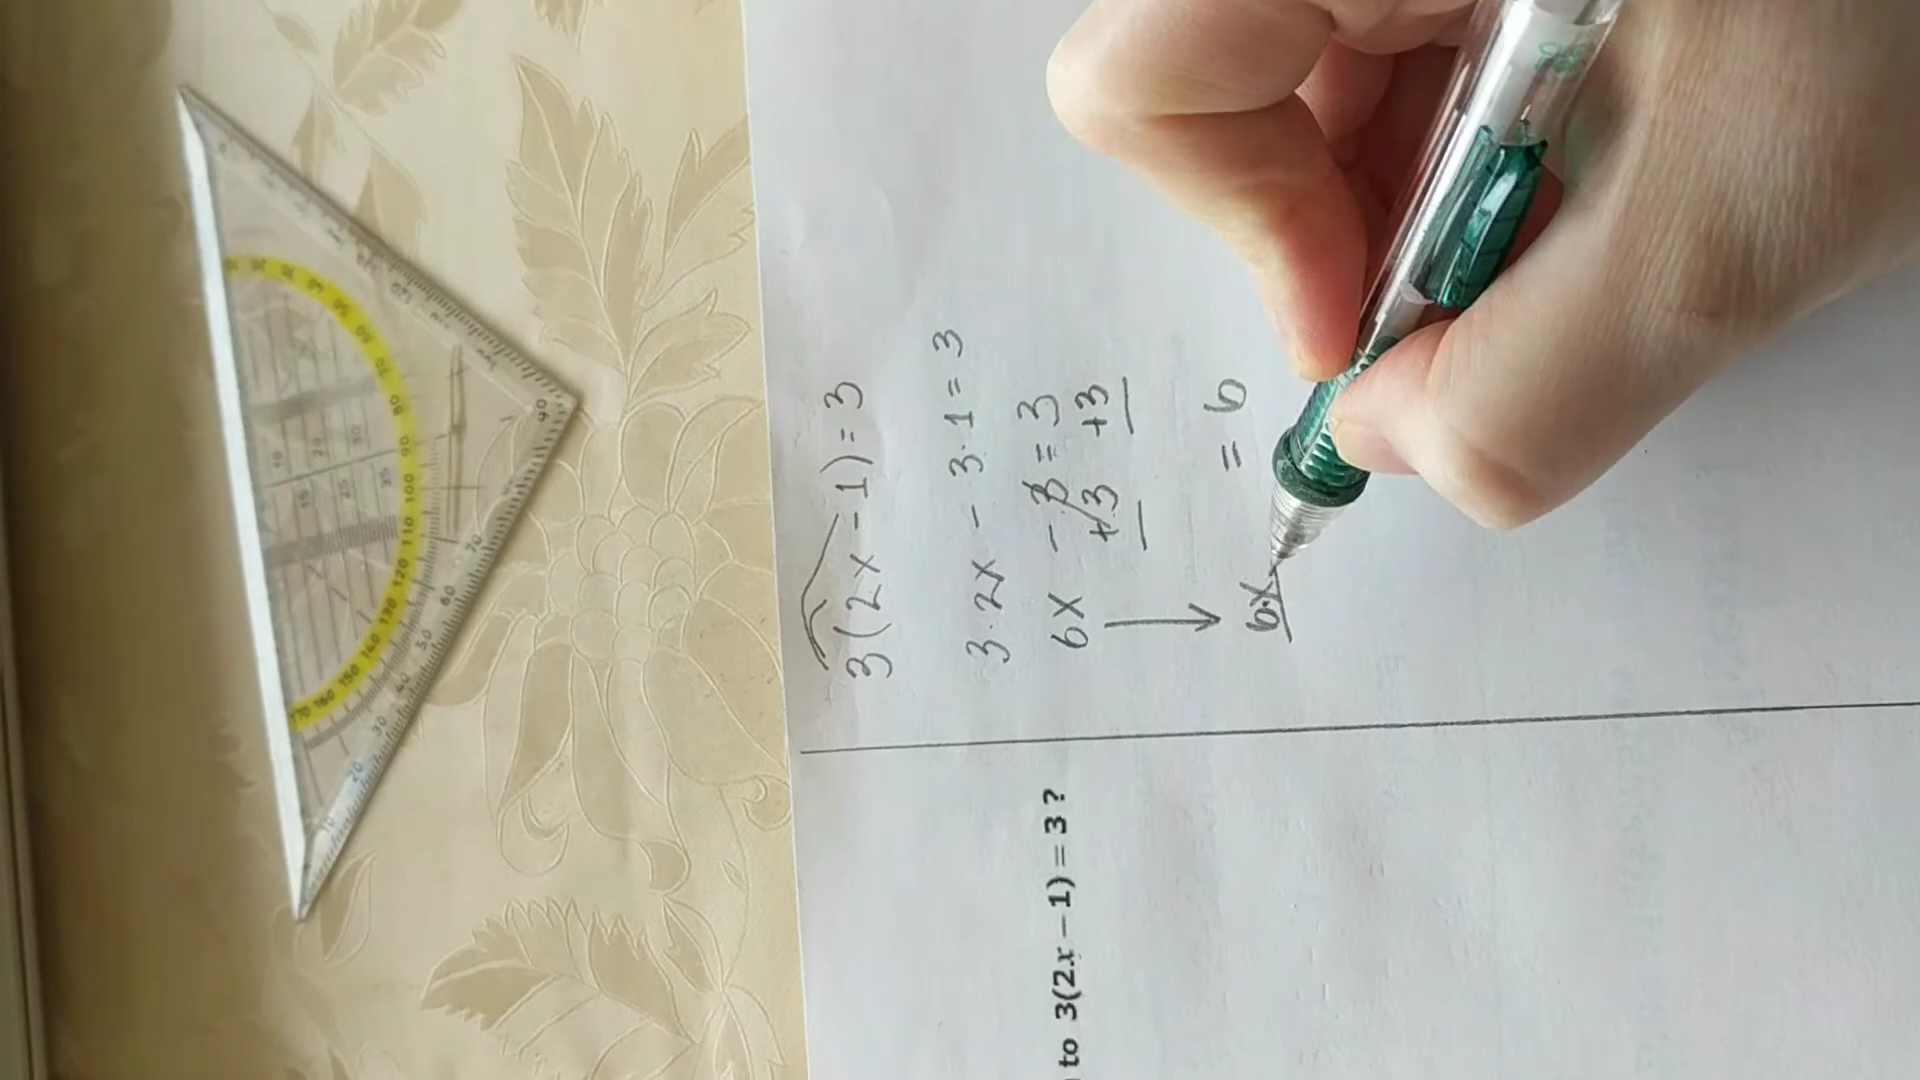 to 3(2x – 1) = 3 ?
3(2x -1) = 3
3·2x - 3·1 = 3
6x - 3 = 3
+3 +3
6x = 6